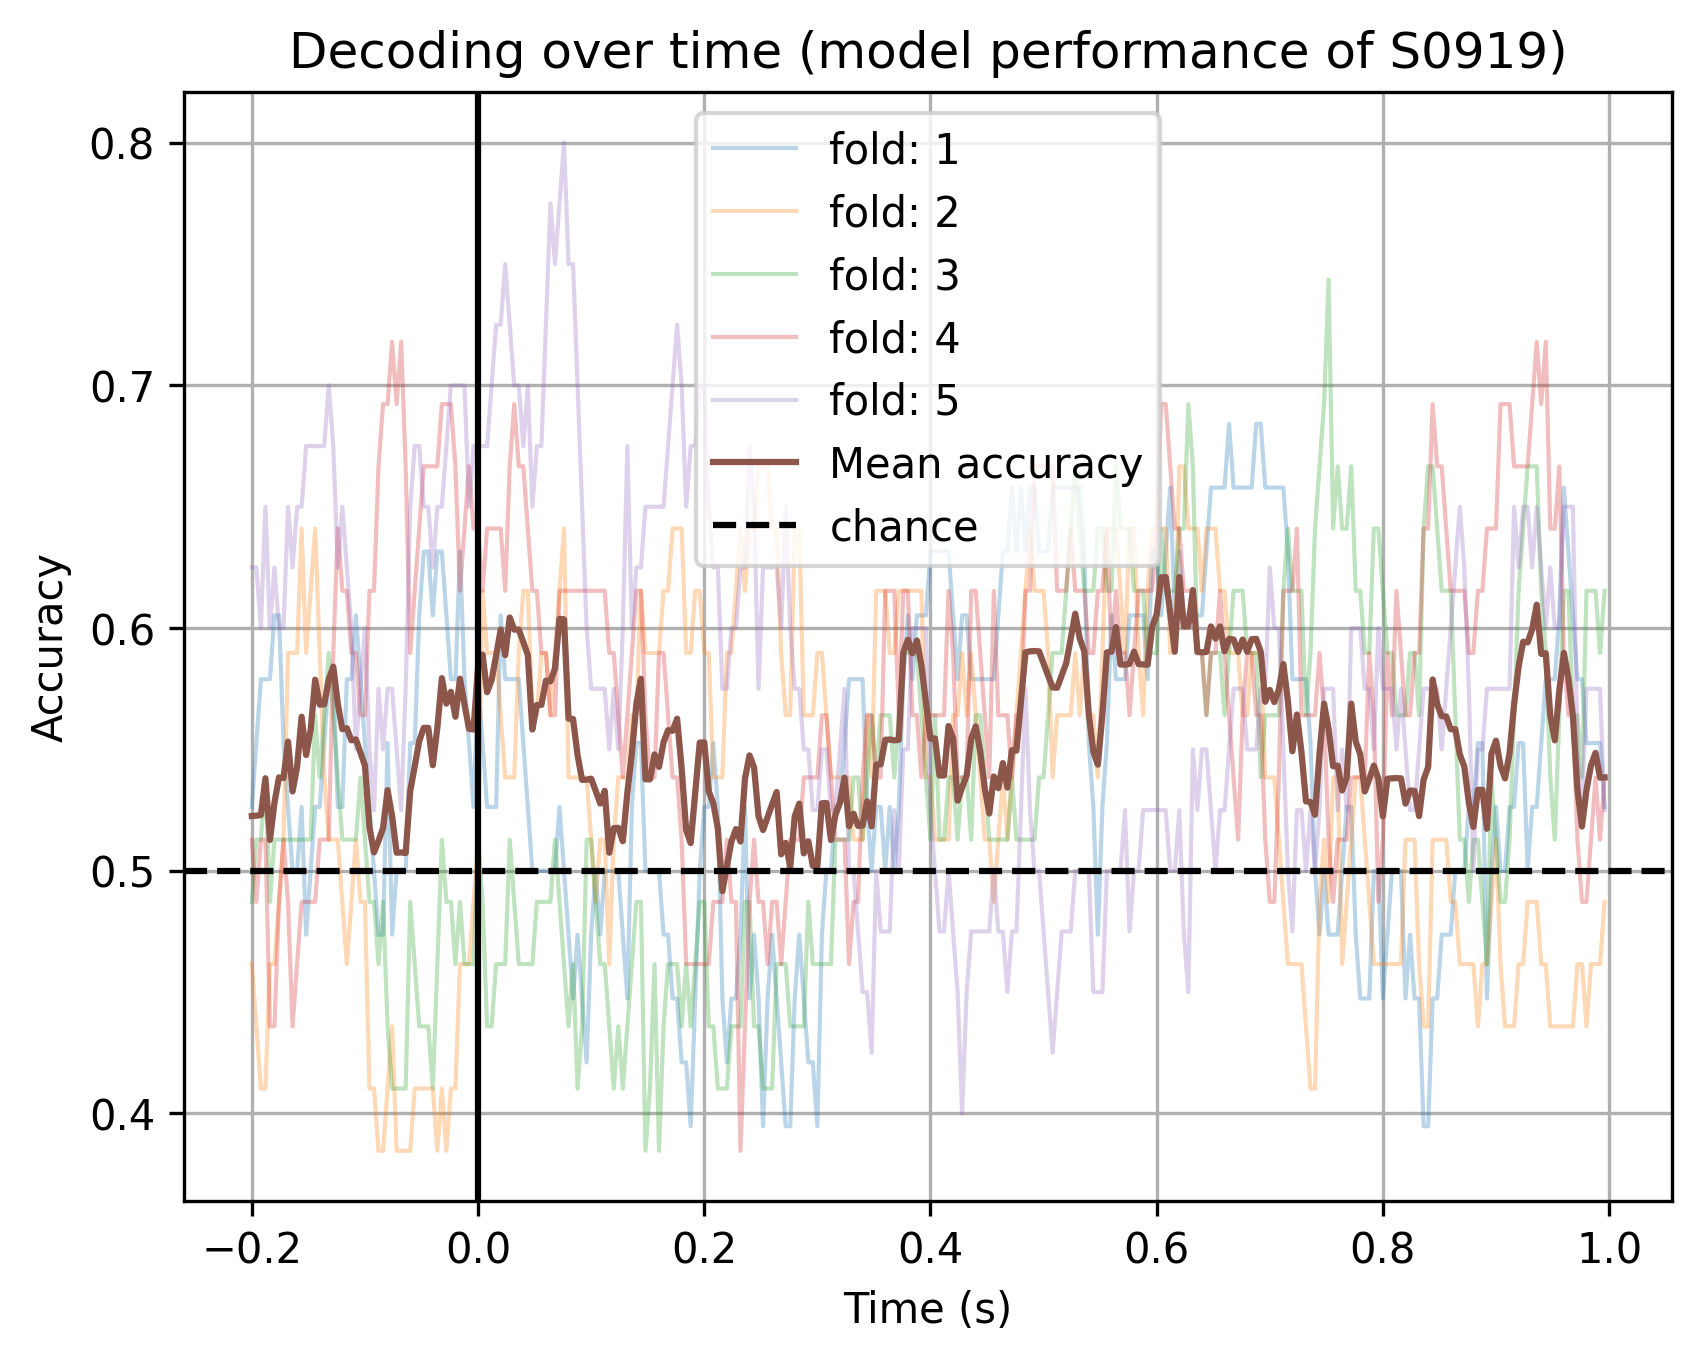 Decoding over time (model performance of S0919)
0.8
0.7
0.6
0.5
0.4
Accuracy
fold: 1
fold: 2
fold: 3
fold: 4
fold: 5
Mean accuracy
chance
−0.2 0.0 0.2 0.4 0.6 0.8 1.0
Time (s)